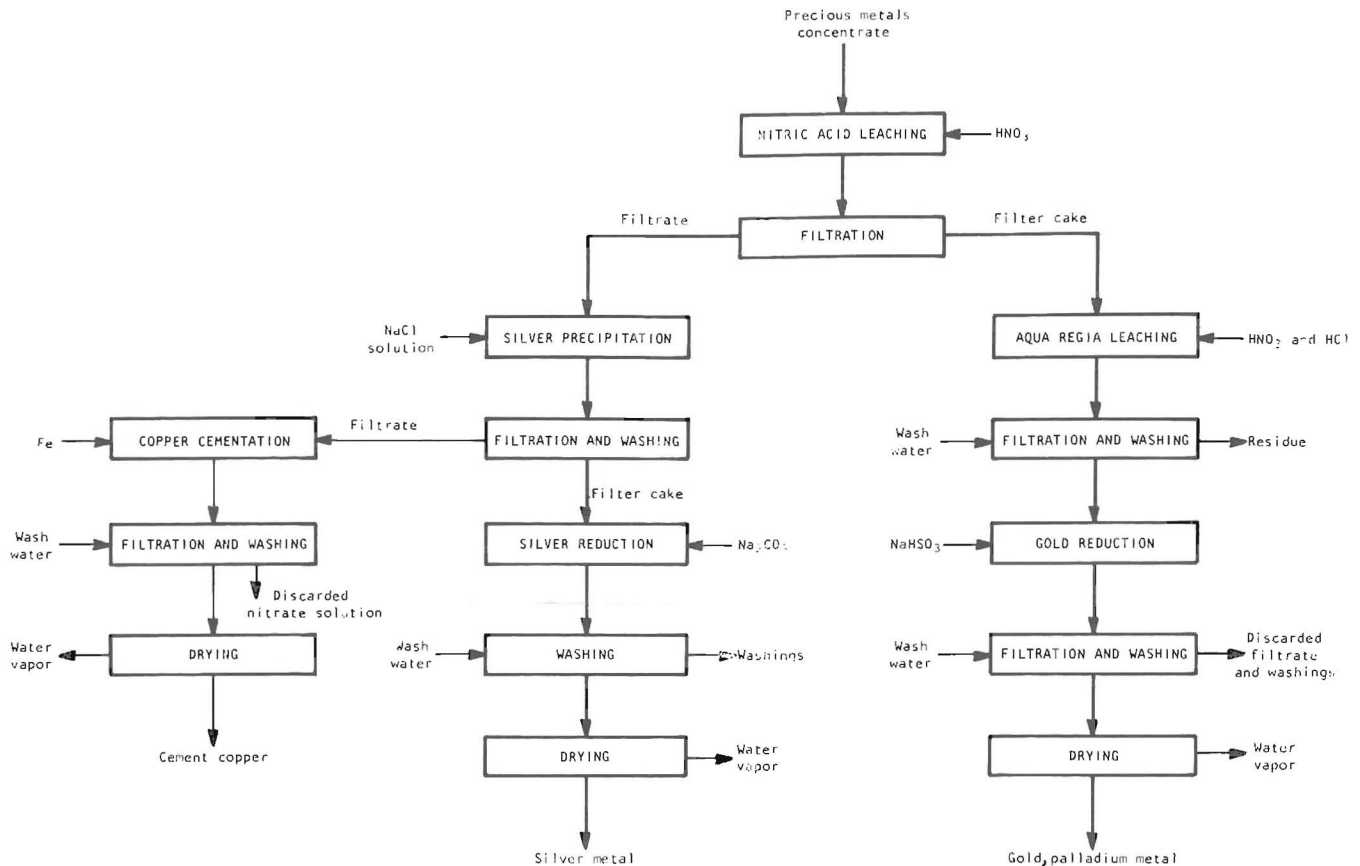 Precious metals
concentrate
NITRIC ACID LEACHING
HNO₃
Filtrate
Filter cake
FILTRATION
NaCl
solution
SILVER PRECIPITATION
AQUA REGIA LEACHING
HNO₃ and HCl
Fe
COPPER CEMENTATION
Filtrate
FILTRATION AND WASHING
Wash
water
FILTRATION AND WASHING
Residue
Filter cake
Wash
water
FILTRATION AND WASHING
SILVER REDUCTION
Na₂CO₃
NaHSO₃
GOLD REDUCTION
Discarded
nitrate solution
Water
vapor
DRYING
Wash
water
WASHING
Washings
Wash
water
FILTRATION AND WASHING
Discarded
filtrate
and washings
Cement copper
DRYING
Water
vapor
DRYING
Water
vapor
Silver metal
Gold,palladium metal